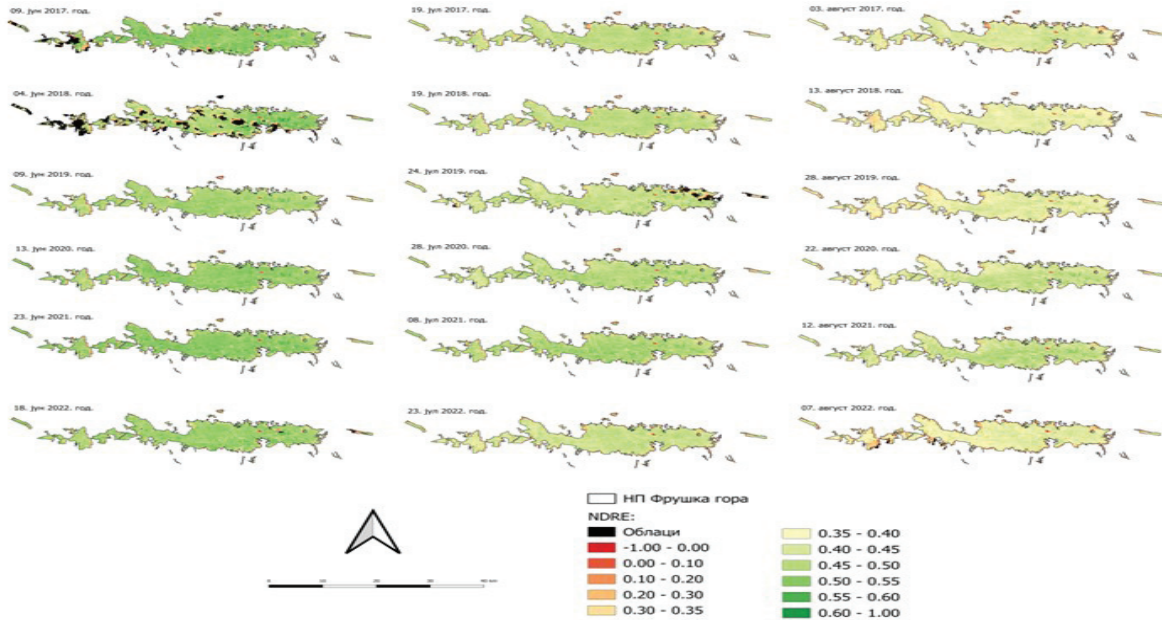 09. јун 2017. год.
19. јул 2017. год.
03. август 2017. год.
04. јун 2018. год.
19. јул 2018. год.
13. август 2018. год.
09. јун 2019. год.
24. јул 2019. год.
28. август 2019. год.
13. јун 2020. год.
28. јул 2020. год.
22. август 2020. год.
23. јун 2021. год.
08. јул 2021. год.
12. август 2021. год.
18. јун 2022. год.
23. јул 2022. год.
07. август 2022. год.
НП Фрушка гора
NDRE:
Облаци
-1.00 - 0.00
0.00 - 0.10
0.10 - 0.20
0.20 - 0.30
0.30 - 0.35
0.35 - 0.40
0.40 - 0.45
0.45 - 0.50
0.50 - 0.55
0.55 - 0.60
0.60 - 1.00
0 10 20 30 40 km